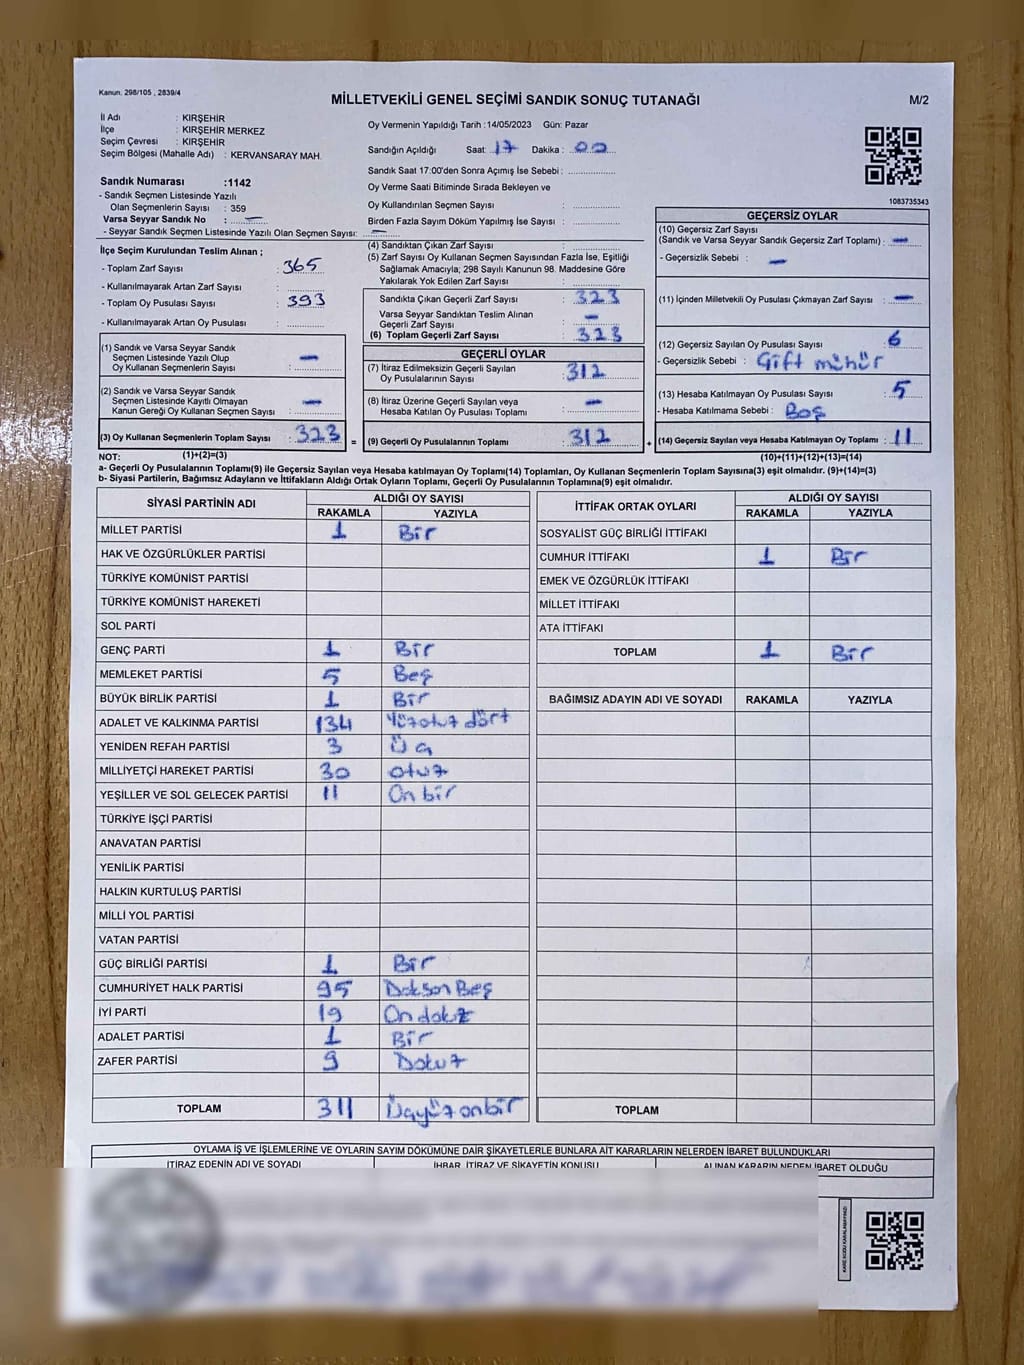 Kanun. 298/105 , 2839/4
MİLLETVEKİLİ GENEL SEÇİMİ SANDIK SONUÇ TUTANAĞI
M/2
İl Adı : KIRŞEHİR
İlçe : KIRŞEHİR MERKEZ
Seçim Çevresi : KIRŞEHİR
Seçim Bölgesi (Mahalle Adı) : KERVANSARAY MAH.
Sandık Numarası :1142
- Sandık Seçmen Listesinde Yazılı
Olan Seçmenlerin Sayısı : 359
Varsa Seyyar Sandık No : —
- Seyyar Sandık Seçmen Listesinde Yazılı Olan Seçmen Sayısı: —
Oy Vermenin Yapıldığı Tarih :14/05/2023 Gün: Pazar
Sandığın Açıldığı Saat: 17 Dakika : 00
Sandık Saat 17:00'den Sonra Açımış İse Sebebi :
Oy Verme Saati Bitiminde Sırada Bekleyen ve
Oy Kullandırılan Seçmen Sayısı :
Birden Fazla Sayım Döküm Yapılmış İse Sayısı :
1083735343
İlçe Seçim Kurulundan Teslim Alınan ;
- Toplam Zarf Sayısı : 365
- Kullanılmayarak Artan Zarf Sayısı :
- Toplam Oy Pusulası Sayısı : 393
- Kullanılmayarak Artan Oy Pusulası :
(1) Sandık ve Varsa Seyyar Sandık
Seçmen Listesinde Yazılı Olup
Oy Kullanan Seçmenlerin Sayısı : —
(2) Sandık ve Varsa Seyyar Sandık
Seçmen Listesinde Kayıtlı Olmayan
Kanun Gereği Oy Kullanan Seçmen Sayısı : —
(3) Oy Kullanan Seçmenlerin Toplam Sayısı : 323 =
(4) Sandıktan Çıkan Zarf Sayısı :
(5) Zarf Sayısı Oy Kullanan Seçmen Sayısından Fazla İse, Eşitliği
Sağlamak Amacıyla; 298 Sayılı Kanunun 98. Maddesine Göre
Yakılarak Yok Edilen Zarf Sayısı :
Sandıkta Çıkan Geçerli Zarf Sayısı : 323
Varsa Seyyar Sandıktan Teslim Alınan
Geçerli Zarf Sayısı : —
(6) Toplam Geçerli Zarf Sayısı : 323
GEÇERLİ OYLAR
(7) İtiraz Edilmeksizin Geçerli Sayılan
Oy Pusulasının Sayısı : 312
(8) İtiraz Üzerine Geçerli Sayılan veya
Hesaba Katılan Oy Pusulası Toplamı : —
(9) Geçerli Oy Pusulalarının Toplamı : 312 +
GEÇERSİZ OYLAR
(10) Geçersiz Zarf Sayısı
(Sandık ve Varsa Seyyar Sandık Geçersiz Zarf Toplamı) : —
- Geçersizlik Sebebi : —
(11) İçinden Milletvekili Oy Pusulası Çıkmayan Zarf Sayısı : —
(12) Geçersiz Sayılan Oy Pusulası Sayısı : 6
- Geçersizlik Sebebi : Çift mühür
(13) Hesaba Katılmayan Oy Pusulası Sayısı : 5
- Hesaba Katılmama Sebebi : Boş
(14) Geçersiz Sayılan veya Hesaba Katılmayan Oy Toplamı : 11
NOT: (1)+(2)=(3)
(10)+(11)+(12)+(13)=(14)
a- Geçerli Oy Pusulalarının Toplamı(9) ile Geçersiz Sayılan veya Hesaba katılmayan Oy Toplamı(14) Toplamları, Oy Kullanan Seçmenlerin Toplam Sayısına(3) eşit olmalıdır. (9)+(14)=(3)
b- Siyasi Partilerin, Bağımsız Adayların ve İttifakların Aldığı Ortak Oyların Toplamı, Geçerli Oy Pusulalarının Toplamına(9) eşit olmalıdır.
SİYASİ PARTİNİN ADI ALDIĞI OY SAYISI
RAKAMLA YAZIYLA
MİLLET PARTİSİ 1 Bir
HAK VE ÖZGÜRLÜKLER PARTİSİ
TÜRKİYE KOMÜNİST PARTİSİ
TÜRKİYE KOMÜNİST HAREKETİ
SOL PARTİ
GENÇ PARTİ 1 Bir
MEMLEKET PARTİSİ 5 Beş
BÜYÜK BİRLİK PARTİSİ 1 Bir
ADALET VE KALKINMA PARTİSİ 134 Yüzotuz dört
YENİDEN REFAH PARTİSİ 3 Üç
MİLLİYETÇİ HAREKET PARTİSİ 30 otuz
YEŞİLLER VE SOL GELECEK PARTİSİ 11 On bir
TÜRKİYE İŞÇİ PARTİSİ
ANAVATAN PARTİSİ
YENİLİK PARTİSİ
HALKIN KURTULUŞ PARTİSİ
MİLLİ YOL PARTİSİ
VATAN PARTİSİ
GÜÇ BİRLİĞİ PARTİSİ 1 Bir
CUMHURİYET HALK PARTİSİ 95 Doksan Beş
İYİ PARTİ 19 On dokuz
ADALET PARTİSİ 1 Bir
ZAFER PARTİSİ 9 Dokuz
TOPLAM 311 Üçyüz onbir
İTTİFAK ORTAK OYLARI ALDIĞI OY SAYISI
RAKAMLA YAZIYLA
SOSYALİST GÜÇ BİRLİĞİ İTTİFAKI
CUMHUR İTTİFAKI 1 Bir
EMEK VE ÖZGÜRLÜK İTTİFAKI
MİLLET İTTİFAKI
ATA İTTİFAKI
TOPLAM 1 Bir
BAĞIMSIZ ADAYIN ADI VE SOYADI RAKAMLA YAZIYLA
TOPLAM
OYLAMA İŞ VE İŞLEMLERİNE VE OYLARIN SAYIM DÖKÜMÜNE DAİR ŞİKAYETLERLE BUNLARA AİT KARARLARIN NELERDEN İBARET BULUNDUKLARI
İTİRAZ EDENİN ADI VE SOYADI İHBAR, İTİRAZ VE ŞİKAYETİN KONUSU ALINAN KARARIN NEDEN İBARET OLDUĞU